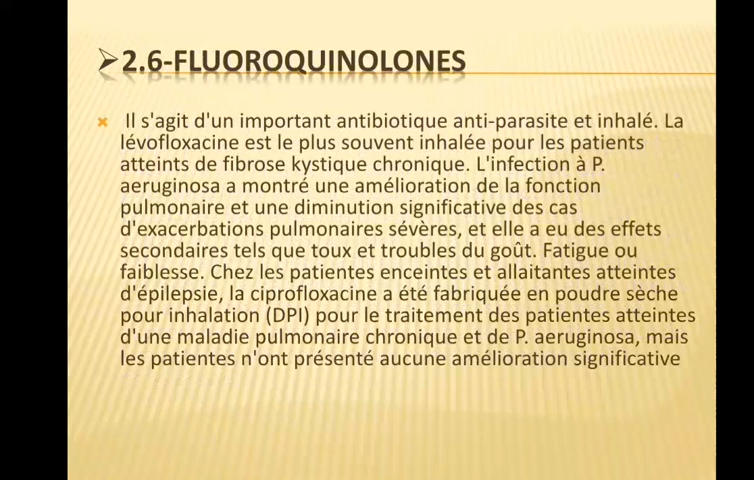 ➢2.6-FLUOROQUINOLONES
× Il s'agit d'un important antibiotique anti-parasite et inhalé. La
lévofloxacine est le plus souvent inhalée pour les patients
atteints de fibrose kystique chronique. L'infection à P.
aeruginosa a montré une amélioration de la fonction
pulmonaire et une diminution significative des cas
d'exacerbations pulmonaires sévères, et elle a eu des effets
secondaires tels que toux et troubles du goût. Fatigue ou
faiblesse. Chez les patientes enceintes et allaitantes atteintes
d'épilepsie, la ciprofloxacine a été fabriquée en poudre sèche
pour inhalation (DPI) pour le traitement des patientes atteintes
d'une maladie pulmonaire chronique et de P. aeruginosa, mais
les patientes n'ont présenté aucune amélioration significative